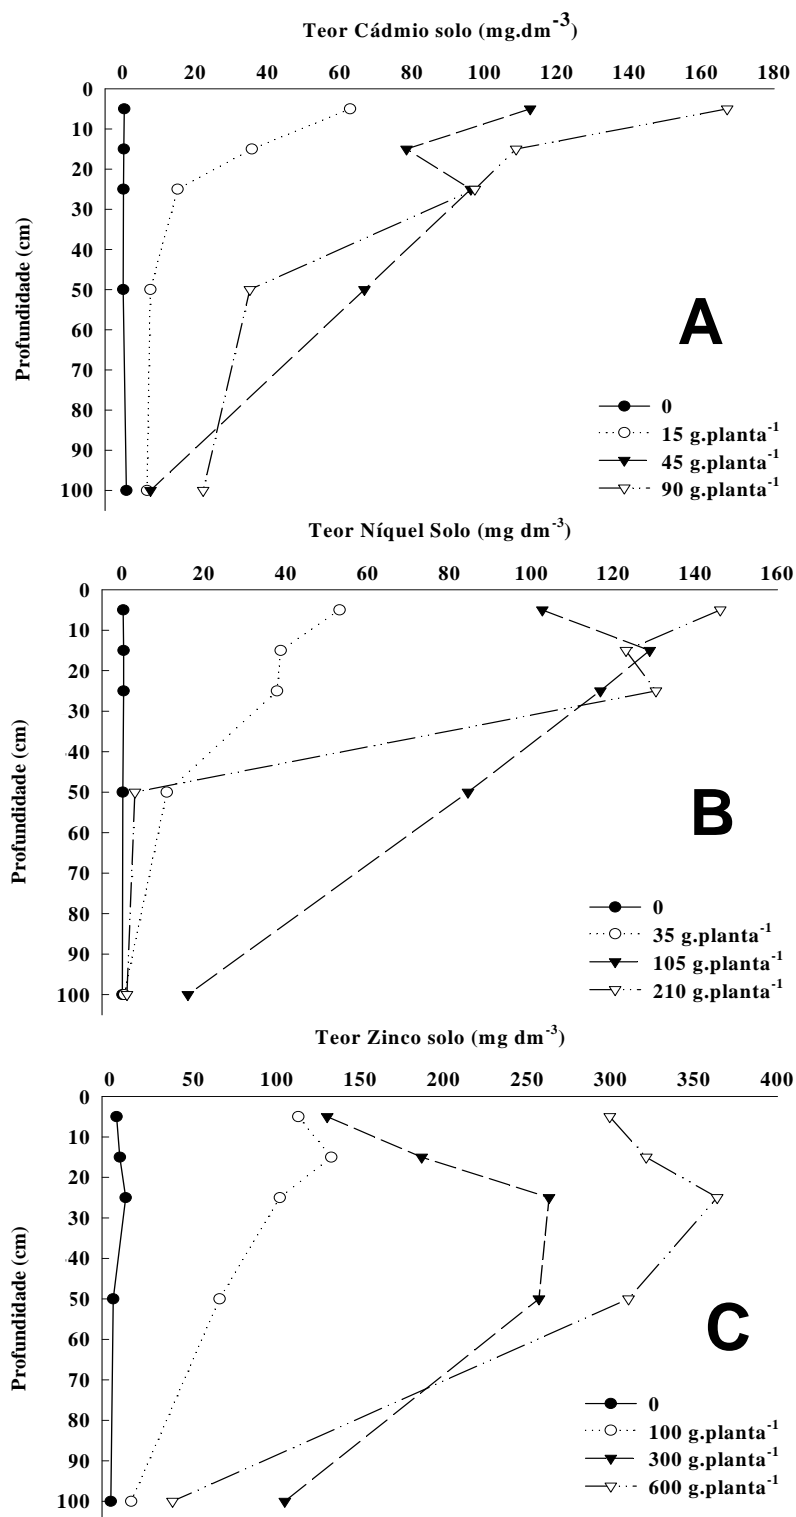 Teor Cádmio solo (mg.dm-3)
0 20 40 60 80 100 120 140 160 180
0
10
20
30
40
50
60
70
80
90
100
Profundidade (cm)
A
0
15 g.planta-1
45 g.planta-1
90 g.planta-1
Teor Níquel Solo (mg dm-3)
0 20 40 60 80 100 120 140 160
0
10
20
30
40
50
60
70
80
90
100
Profundidade (cm)
B
0
35 g.planta-1
105 g.planta-1
210 g.planta-1
Teor Zinco solo (mg dm-3)
0 50 100 150 200 250 300 350 400
0
10
20
30
40
50
60
70
80
90
100
Profundidade (cm)
C
0
100 g.planta-1
300 g.planta-1
600 g.planta-1